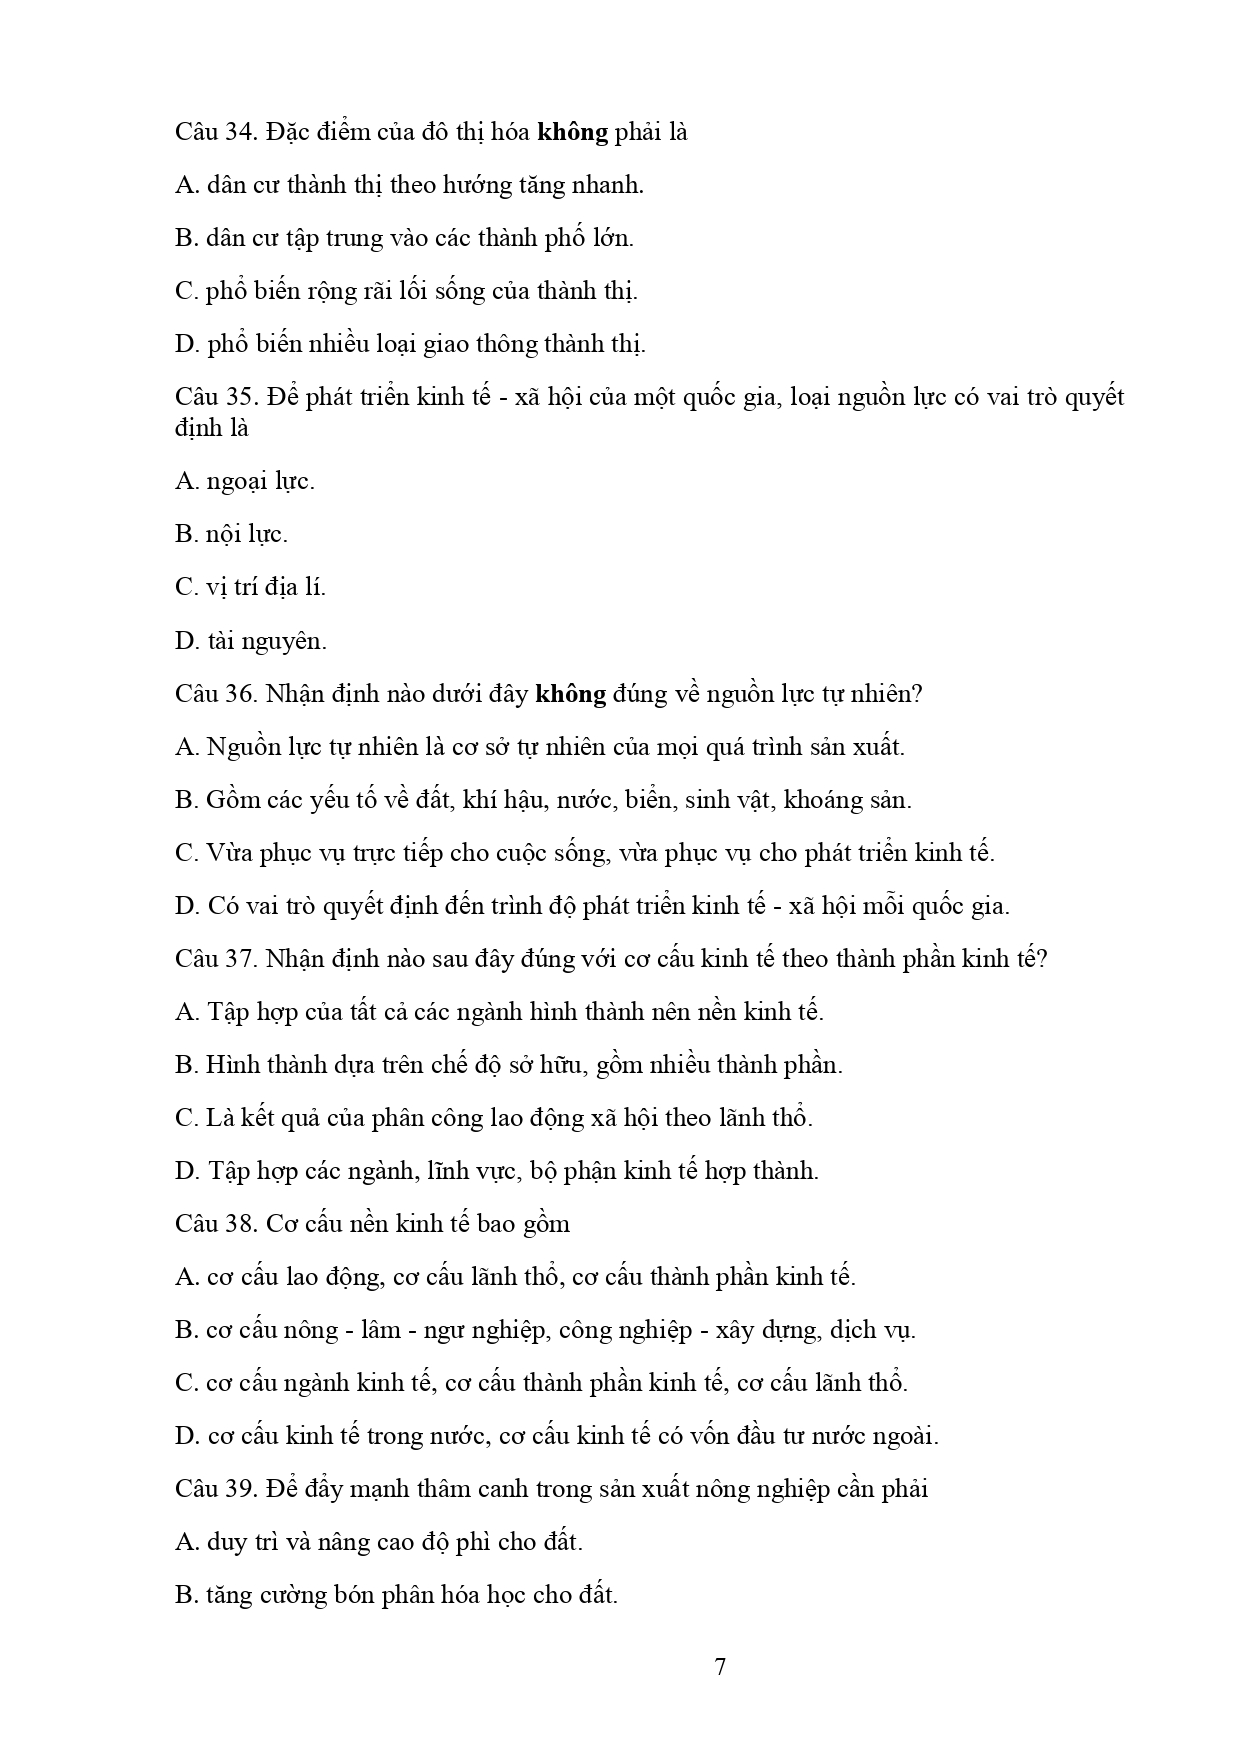 Câu 34. Đặc điểm của đô thị hóa không phải là
A. dân cư thành thị theo hướng tăng nhanh.
B. dân cư tập trung vào các thành phố lớn.
C. phổ biến rộng rãi lối sống của thành thị.
D. phổ biến nhiều loại giao thông thành thị.
Câu 35. Để phát triển kinh tế - xã hội của một quốc gia, loại nguồn lực có vai trò quyết
định là
A. ngoại lực.
B. nội lực.
C. vị trí địa lí.
D. tài nguyên.
Câu 36. Nhận định nào dưới đây không đúng về nguồn lực tự nhiên?
A. Nguồn lực tự nhiên là cơ sở tự nhiên của mọi quá trình sản xuất.
B. Gồm các yếu tố về đất, khí hậu, nước, biển, sinh vật, khoáng sản.
C. Vừa phục vụ trực tiếp cho cuộc sống, vừa phục vụ cho phát triển kinh tế.
D. Có vai trò quyết định đến trình độ phát triển kinh tế - xã hội mỗi quốc gia.
Câu 37. Nhận định nào sau đây đúng với cơ cấu kinh tế theo thành phần kinh tế?
A. Tập hợp của tất cả các ngành hình thành nên nền kinh tế.
B. Hình thành dựa trên chế độ sở hữu, gồm nhiều thành phần.
C. Là kết quả của phân công lao động xã hội theo lãnh thổ.
D. Tập hợp các ngành, lĩnh vực, bộ phận kinh tế hợp thành.
Câu 38. Cơ cấu nền kinh tế bao gồm
A. cơ cấu lao động, cơ cấu lãnh thổ, cơ cấu thành phần kinh tế.
B. cơ cấu nông - lâm - ngư nghiệp, công nghiệp - xây dựng, dịch vụ.
C. cơ cấu ngành kinh tế, cơ cấu thành phần kinh tế, cơ cấu lãnh thổ.
D. cơ cấu kinh tế trong nước, cơ cấu kinh tế có vốn đầu tư nước ngoài.
Câu 39. Để đẩy mạnh thâm canh trong sản xuất nông nghiệp cần phải
A. duy trì và nâng cao độ phì cho đất.
B. tăng cường bón phân hóa học cho đất.
7